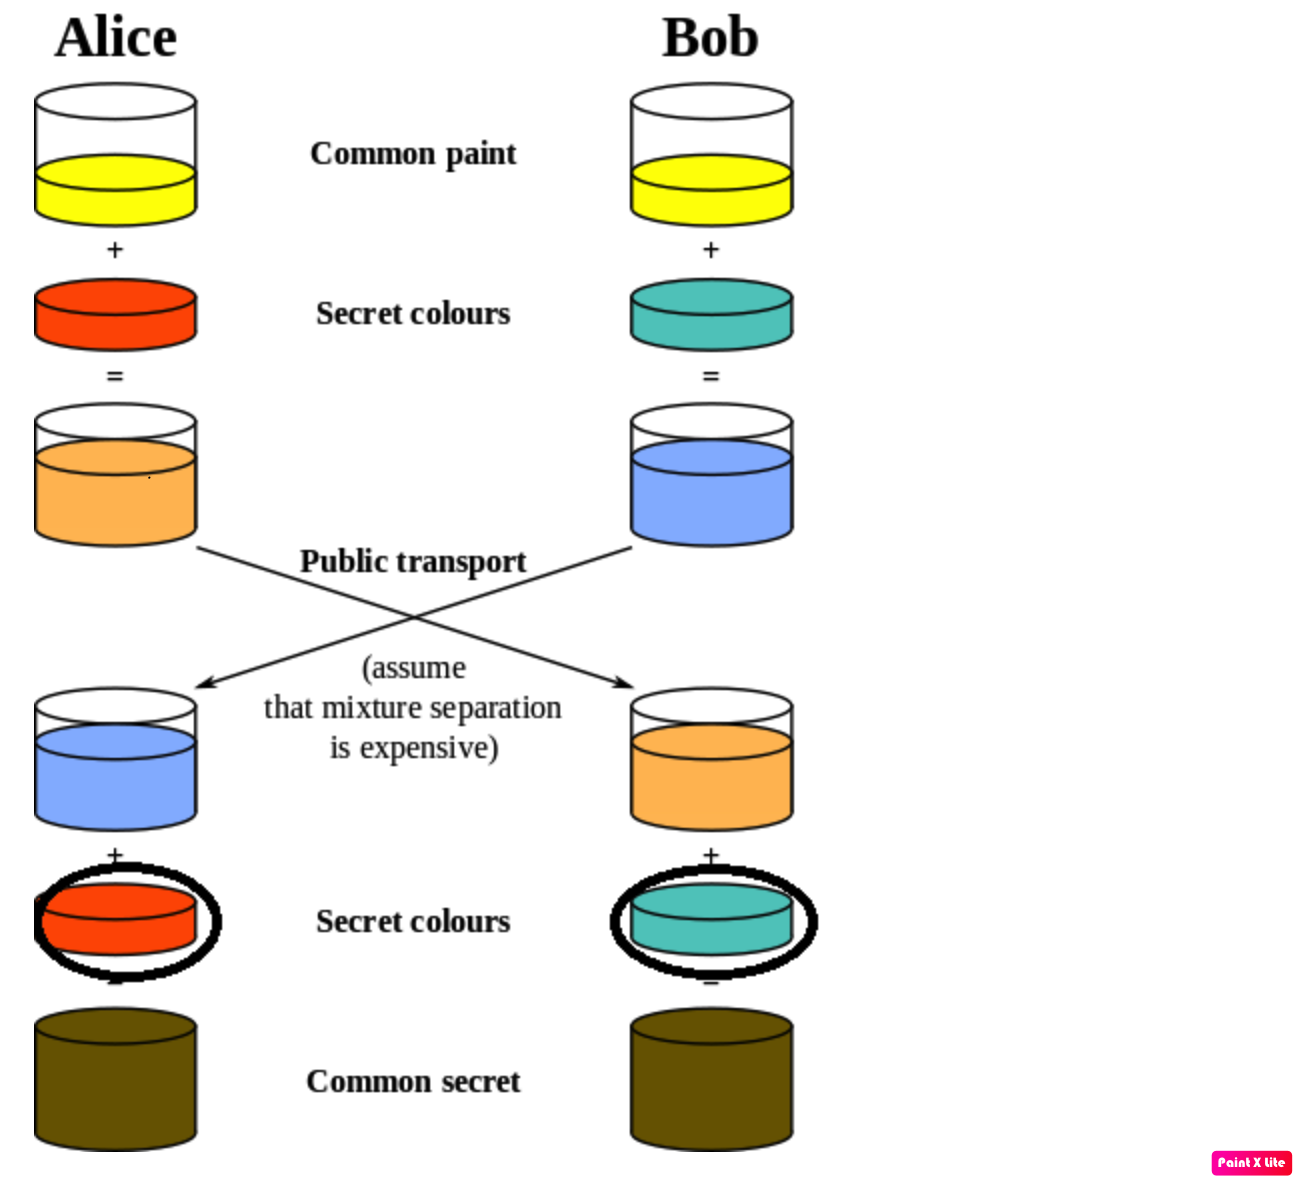 Alice
Bob
Common paint
+
+
Secret colours
=
=
Public transport
(assume
that mixture separation
is expensive)
+
+
Secret colours
=
=
Common secret
Paint X Lite